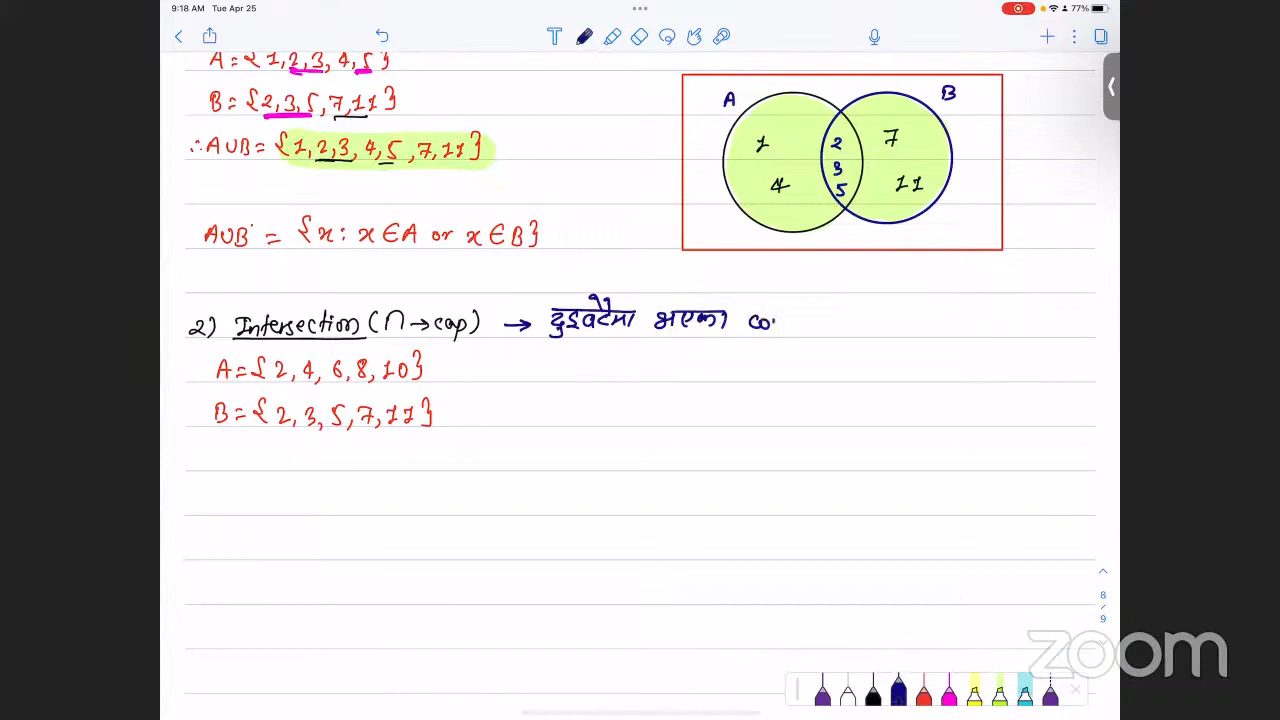 9:18 AM Tue Apr 25
77%
A = {1, 2, 3, 4, 5}
B = {2, 3, 5, 7, 11}
∴ A∪B = {1, 2, 3, 4, 5, 7, 11}
A∪B = {x : x ∈ A or x ∈ B}
A B
1 2 7
3
4 5 11
2) Intersection (∩ → cap) → दुईवटैमा भएका co
A = {2, 4, 6, 8, 10}
B = {2, 3, 5, 7, 11}
8
/
9
zoom